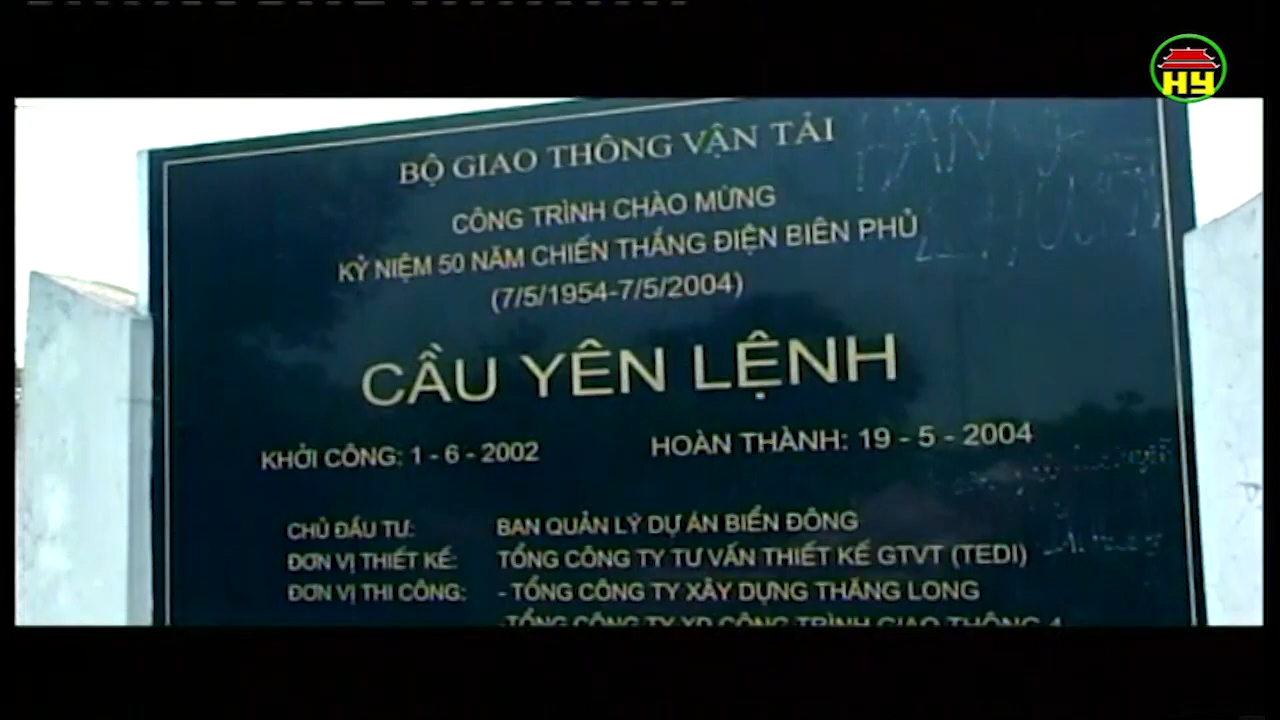 HY
BỘ GIAO THÔNG VẬN TẢI
CÔNG TRÌNH CHÀO MỪNG
KỶ NIỆM 50 NĂM CHIẾN THẮNG ĐIỆN BIÊN PHỦ
(7/5/1954-7/5/2004)
CẦU YÊN LỆNH
KHỞI CÔNG: 1 - 6 - 2002 HOÀN THÀNH: 19 - 5 - 2004
CHỦ ĐẦU TƯ: BAN QUẢN LÝ DỰ ÁN BIỂN ĐÔNG
ĐƠN VỊ THIẾT KẾ: TỔNG CÔNG TY TƯ VẤN THIẾT KẾ GTVT (TEDI)
ĐƠN VỊ THI CÔNG: - TỔNG CÔNG TY XÂY DỰNG THĂNG LONG
-TỔNG CÔNG TY XD CÔNG TRÌNH GIAO THÔNG 4